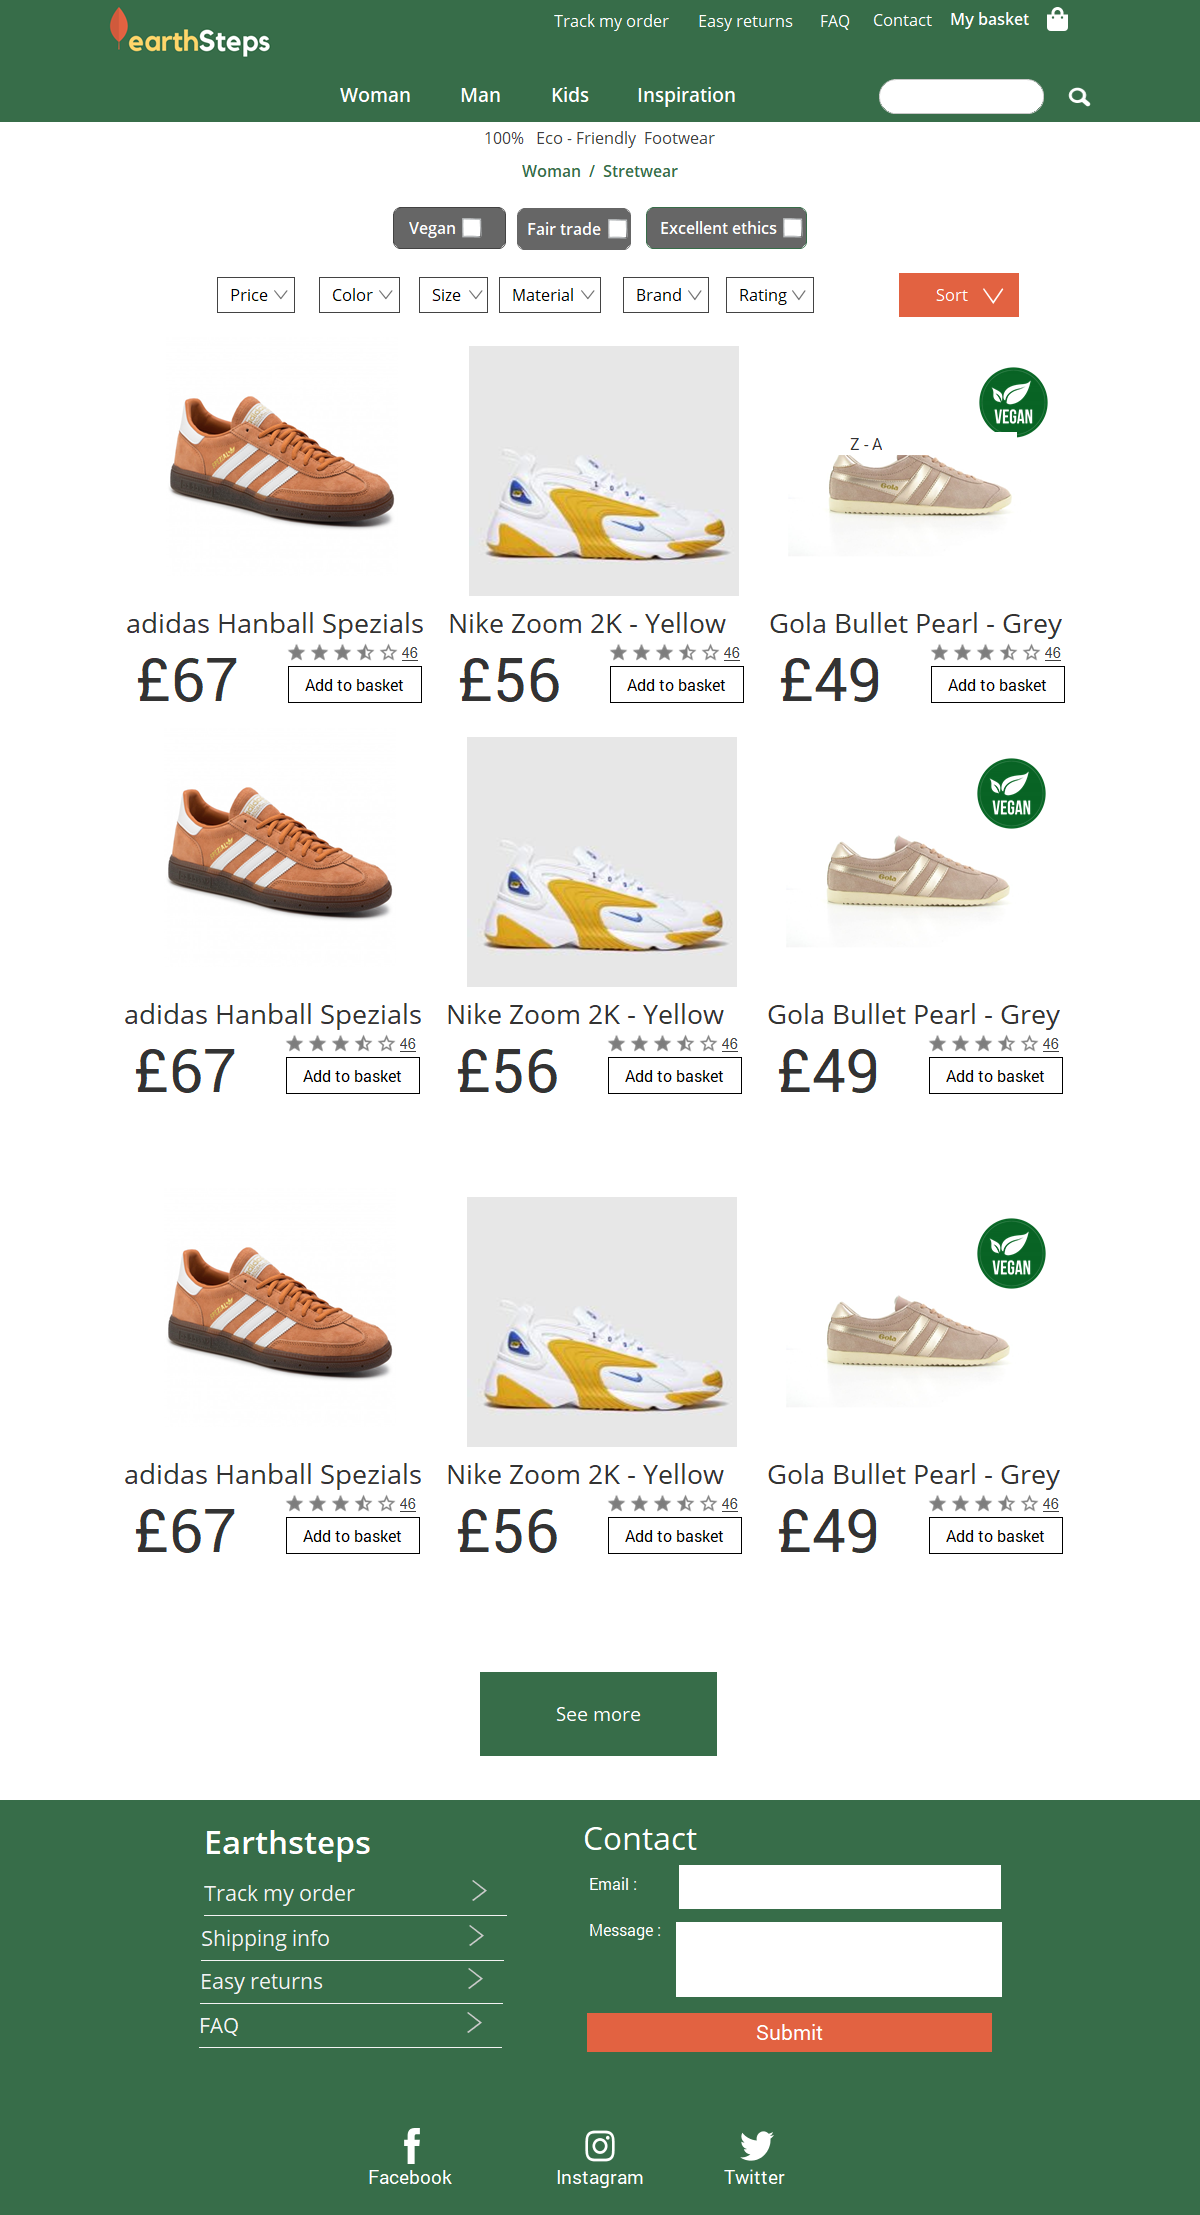 earthSteps
Track my order Easy returns FAQ Contact My basket
Woman Man Kids Inspiration
100% Eco - Friendly Footwear
Woman / Stretwear
Vegan Fair trade Excellent ethics
Price Color Size Material Brand Rating Sort
VEGAN
Z - A
Gola
adidas Hanball Spezials Nike Zoom 2K - Yellow Gola Bullet Pearl - Grey
46 46 46
£67 Add to basket £56 Add to basket £49 Add to basket
VEGAN
Gola
adidas Hanball Spezials Nike Zoom 2K - Yellow Gola Bullet Pearl - Grey
46 46 46
£67 Add to basket £56 Add to basket £49 Add to basket
VEGAN
Gola
adidas Hanball Spezials Nike Zoom 2K - Yellow Gola Bullet Pearl - Grey
46 46 46
£67 Add to basket £56 Add to basket £49 Add to basket
See more
Earthsteps
Track my order
Shipping info
Easy returns
FAQ
Contact
Email :
Message :
Submit
Facebook Instagram Twitter